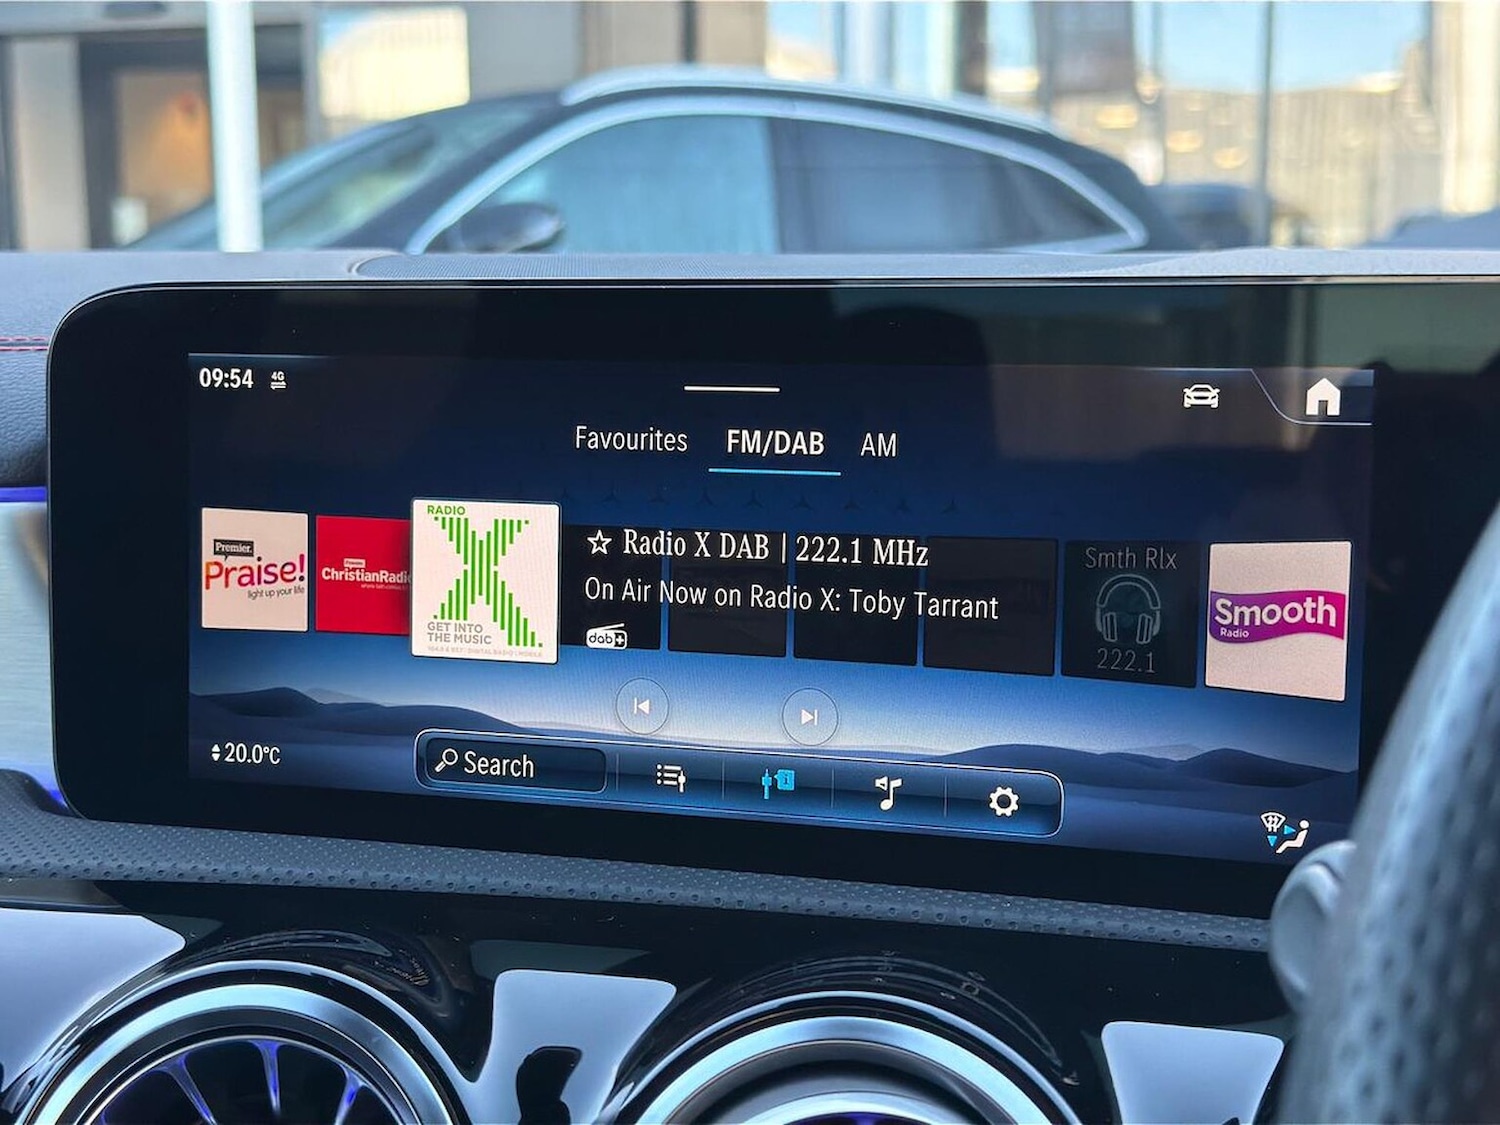 09:54 4G
Favourites FM/DAB AM
Premier
Praise!
light up your life
Premier
ChristianRadio
RADIO
GET INTO
THE MUSIC
☆ Radio X DAB | 222.1 MHz
On Air Now on Radio X: Toby Tarrant
dab+
Smth Rlx
222.1
Smooth
Radio
20.0°C
Search